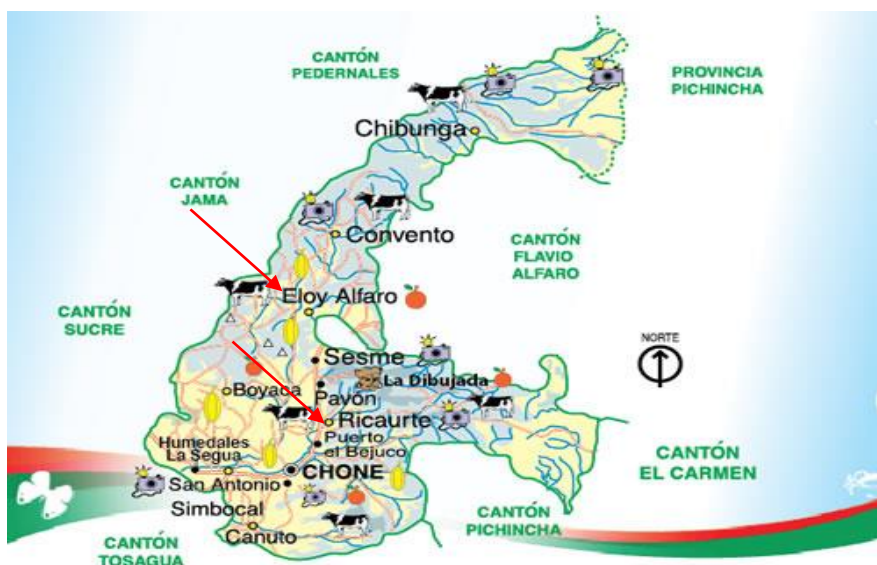 CANTÓN
PEDERNALES
PROVINCIA
PICHINCHA
Chibunga
CANTÓN
JAMA
Convento
CANTÓN
FLAVIO
ALFARO
Eloy Alfaro
CANTÓN
SUCRE
NORTE
Sesme
La Dibujada
Boyaca
Pavón
Ricaurte
Humedales
La Segua
Puerto
el Bejuco
CHONE
CANTÓN
EL CARMEN
San Antonio
Simbocal
CANTÓN
PICHINCHA
Canuto
CANTÓN
TOSAGUA